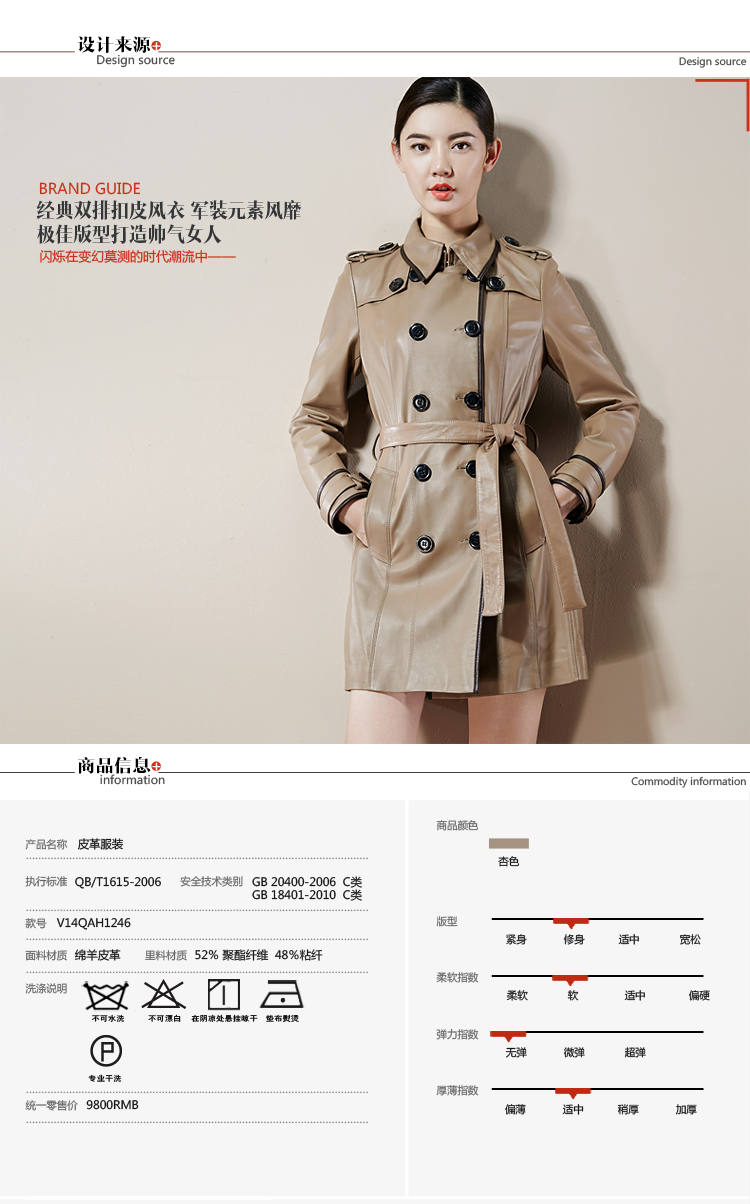 设计来源
Design source
Design source
BRAND GUIDE
经典双排扣皮风衣 军装元素风靡
极佳版型打造帅气女人
闪烁在变幻莫测的时代潮流中——
商品信息
information
Commodity information
产品名称 皮革服装
执行标准 QB/T1615-2006 安全技术类别 GB 20400-2006 C类
GB 18401-2010 C类
款号 V14QAH1246
面料材质 绵羊皮革 里料材质 52% 聚酯纤维 48%粘纤
洗涤说明
不可水洗 不可漂白 在阴凉处悬挂晾干 垫布熨烫
P
专业干洗
统一零售价 9800RMB
商品颜色
杏色
版型
紧身 修身 适中 宽松
柔软指数
柔软 软 适中 偏硬
弹力指数
无弹 微弹 超弹
厚薄指数
偏薄 适中 稍厚 加厚